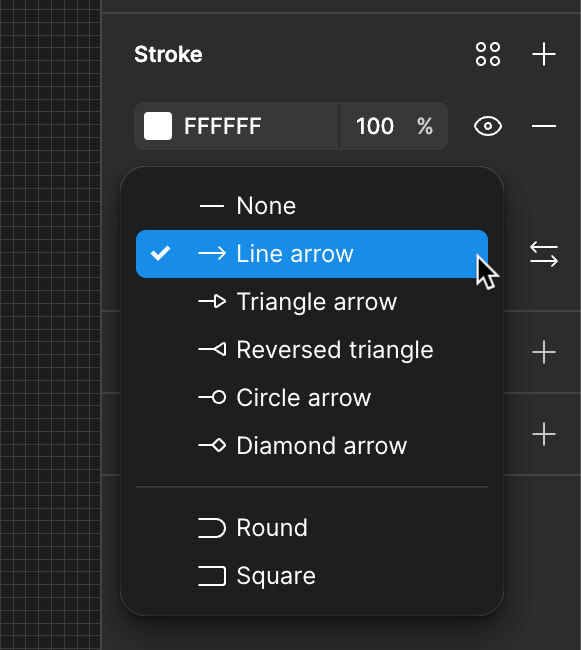 Stroke
FFFFFF 100 %
None
Line arrow
Triangle arrow
Reversed triangle
Circle arrow
Diamond arrow
Round
Square